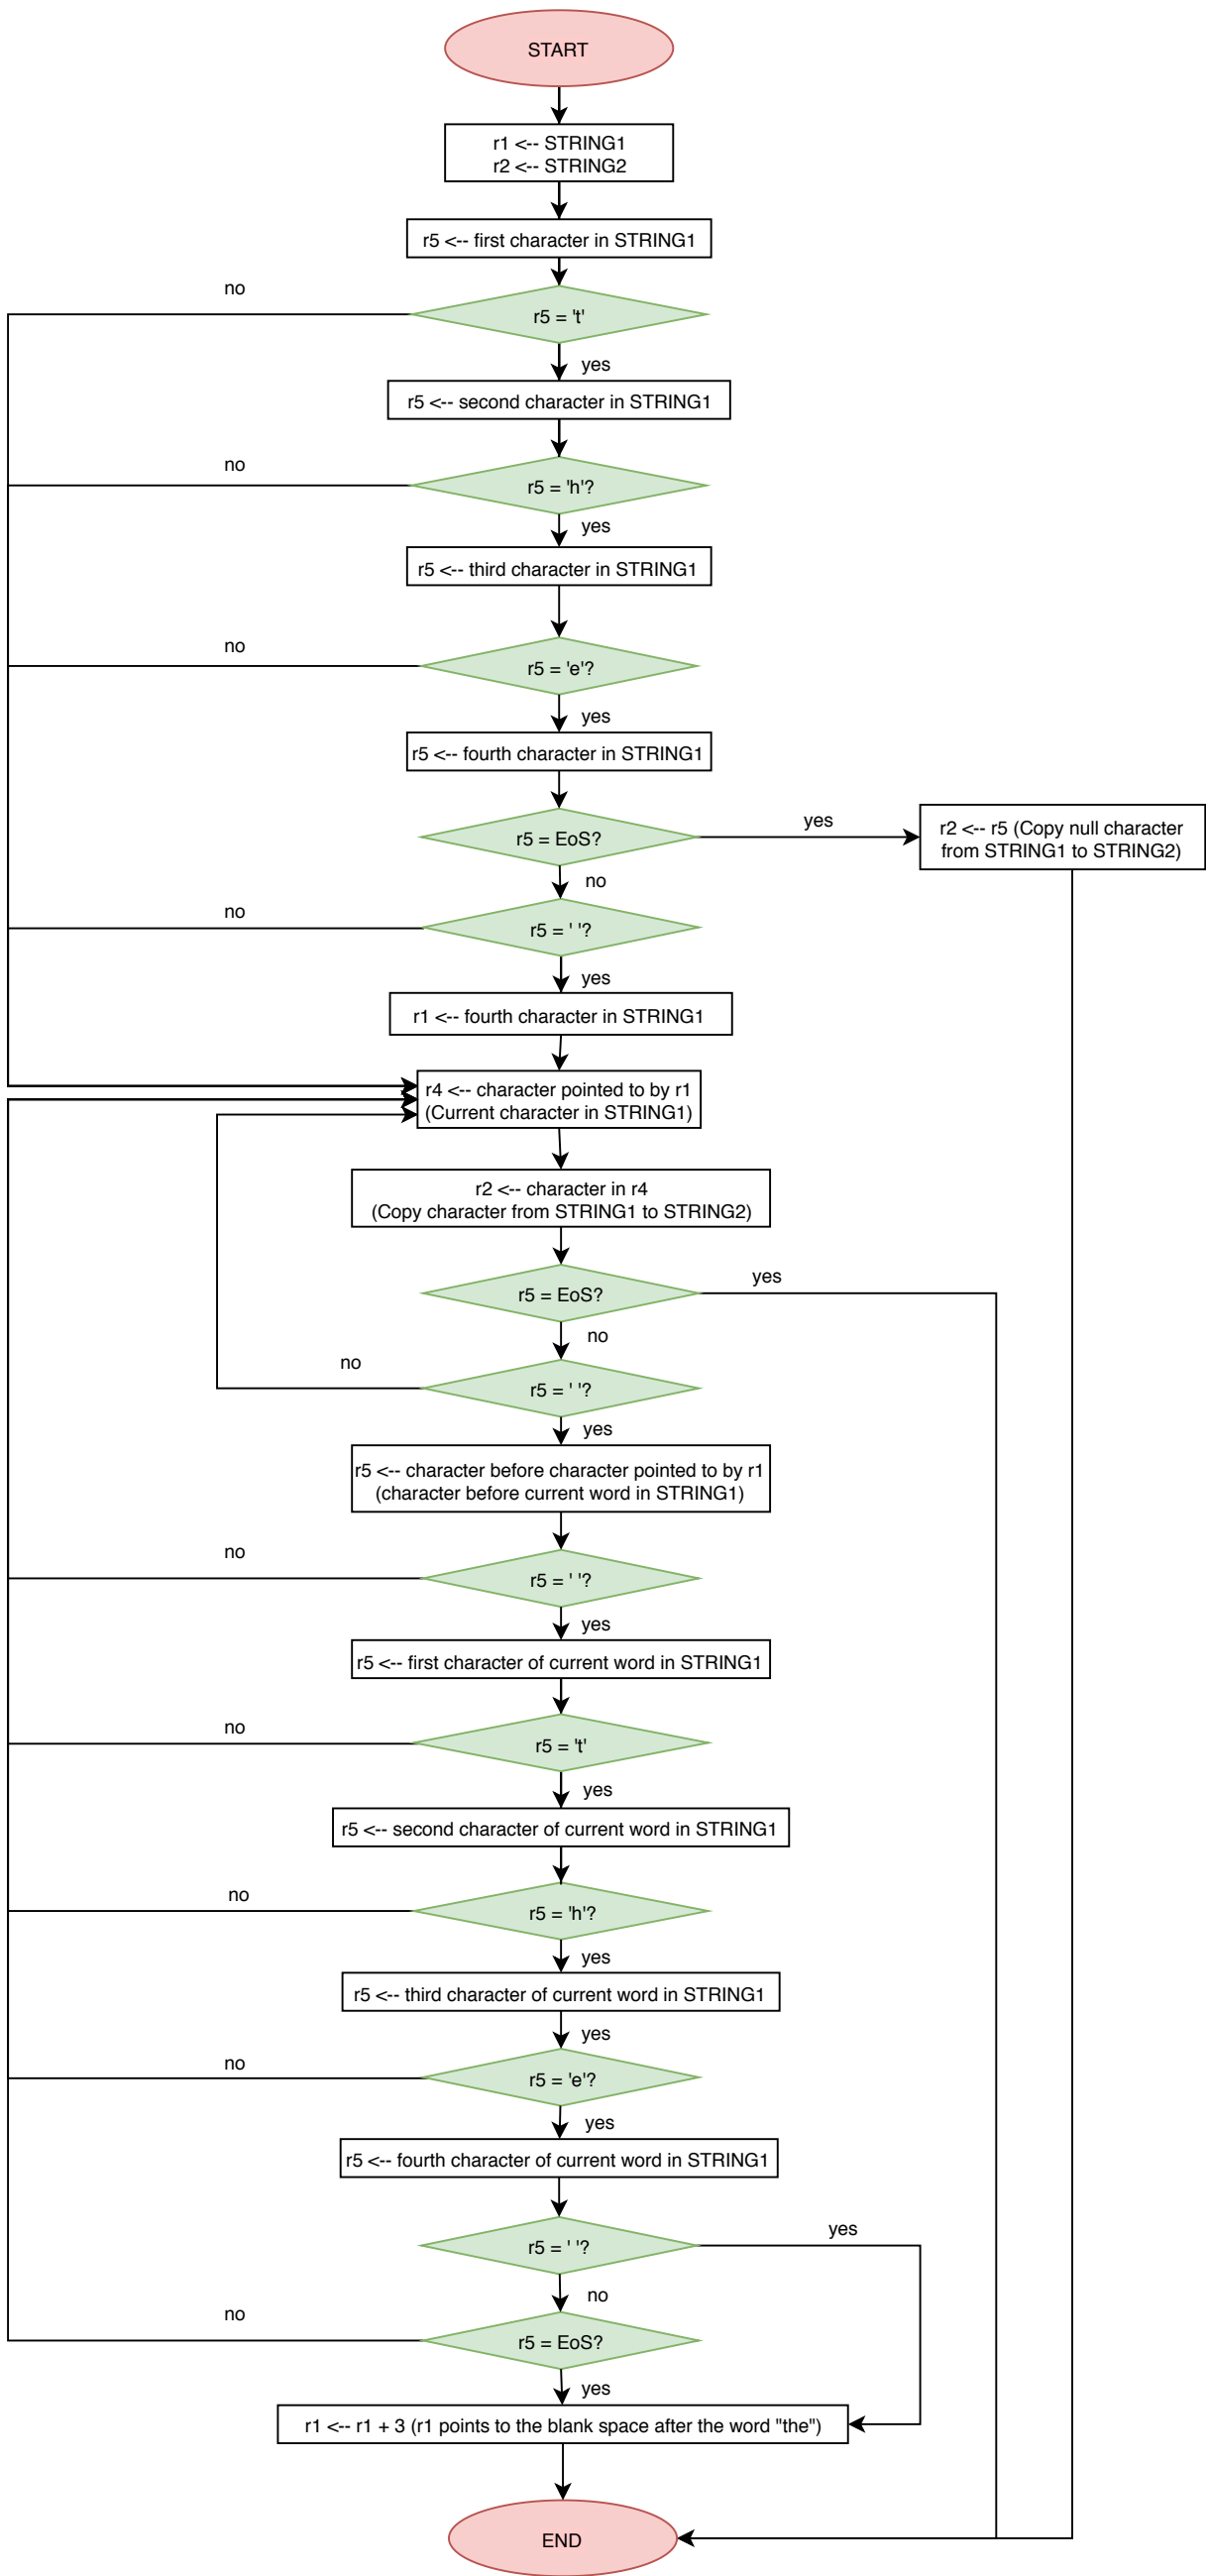 START
r1 <-- STRING1
r2 <-- STRING2
r5 <-- first character in STRING1
no
r5 = 't'
yes
r5 <-- second character in STRING1
no
r5 = 'h'?
yes
r5 <-- third character in STRING1
no
r5 = 'e'?
yes
r5 <-- fourth character in STRING1
r5 = EoS?
yes
r2 <-- r5 (Copy null character
from STRING1 to STRING2)
no
no
r5 = ' '?
yes
r1 <-- fourth character in STRING1
r4 <-- character pointed to by r1
(Current character in STRING1)
r2 <-- character in r4
(Copy character from STRING1 to STRING2)
r5 = EoS?
yes
no
no
r5 = ' '?
yes
r5 <-- character before character pointed to by r1
(character before current word in STRING1)
no
r5 = ' '?
yes
r5 <-- first character of current word in STRING1
no
r5 = 't'
yes
r5 <-- second character of current word in STRING1
no
r5 = 'h'?
yes
r5 <-- third character of current word in STRING1
yes
no
r5 = 'e'?
yes
r5 <-- fourth character of current word in STRING1
r5 = ' '?
yes
no
no
r5 = EoS?
yes
r1 <-- r1 + 3 (r1 points to the blank space after the word "the")
END